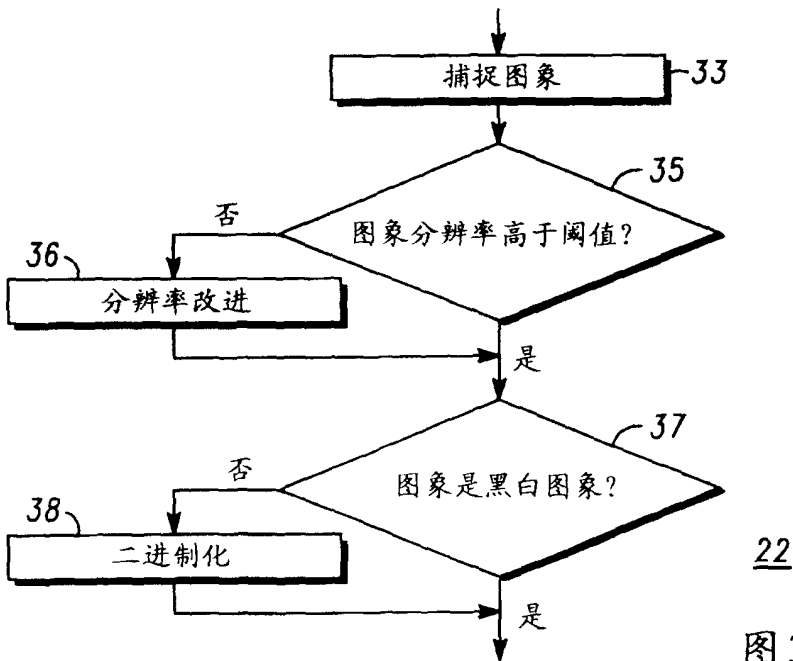 捕捉图象
33
35
图象分辨率高于阈值?
否
36
分辨率改进
是
37
图象是黑白图象?
否
38
二进制化
22
是
图